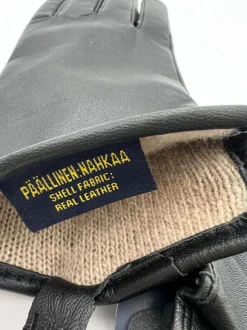 PÄÄLLINEN:NAHKAA
SHELL FABRIC:
REAL LEATHER